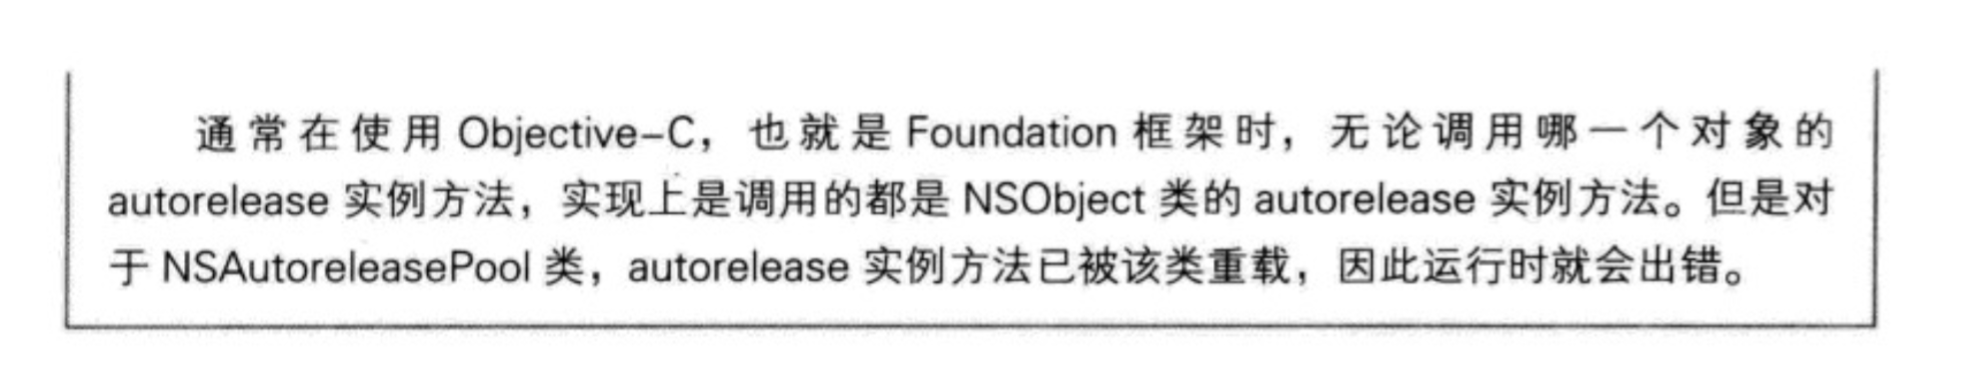 通常在使用 Objective-C，也就是 Foundation 框架时，无论调用哪一个对象的
autorelease 实例方法，实现上是调用的都是 NSObject 类的 autorelease 实例方法。但是对
于 NSAutoreleasePool 类，autorelease 实例方法已被该类重载，因此运行时就会出错。